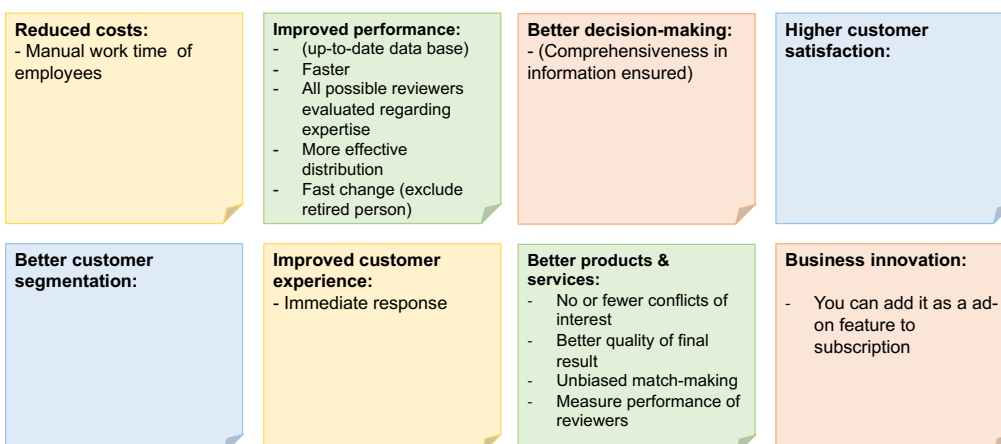 Reduced costs:
- Manual work time of
employees
Improved performance:
- (up-to-date data base)
- Faster
- All possible reviewers
evaluated regarding
expertise
- More effective
distribution
- Fast change (exclude
retired person)
Better decision-making:
- (Comprehensiveness in
information ensured)
Higher customer
satisfaction:
Better customer
segmentation:
Improved customer
experience:
- Immediate response
Better products &
services:
- No or fewer conflicts of
interest
- Better quality of final
result
- Unbiased match-making
- Measure performance of
reviewers
Business innovation:
- You can add it as a ad-
on feature to
subscription